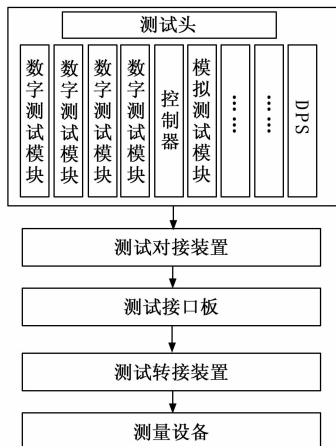 测试头
数字测试模块
数字测试模块
数字测试模块
数字测试模块
控制器
模拟测试模块
……
……
DPS
测试对接装置
测试接口板
测试转接装置
测量设备